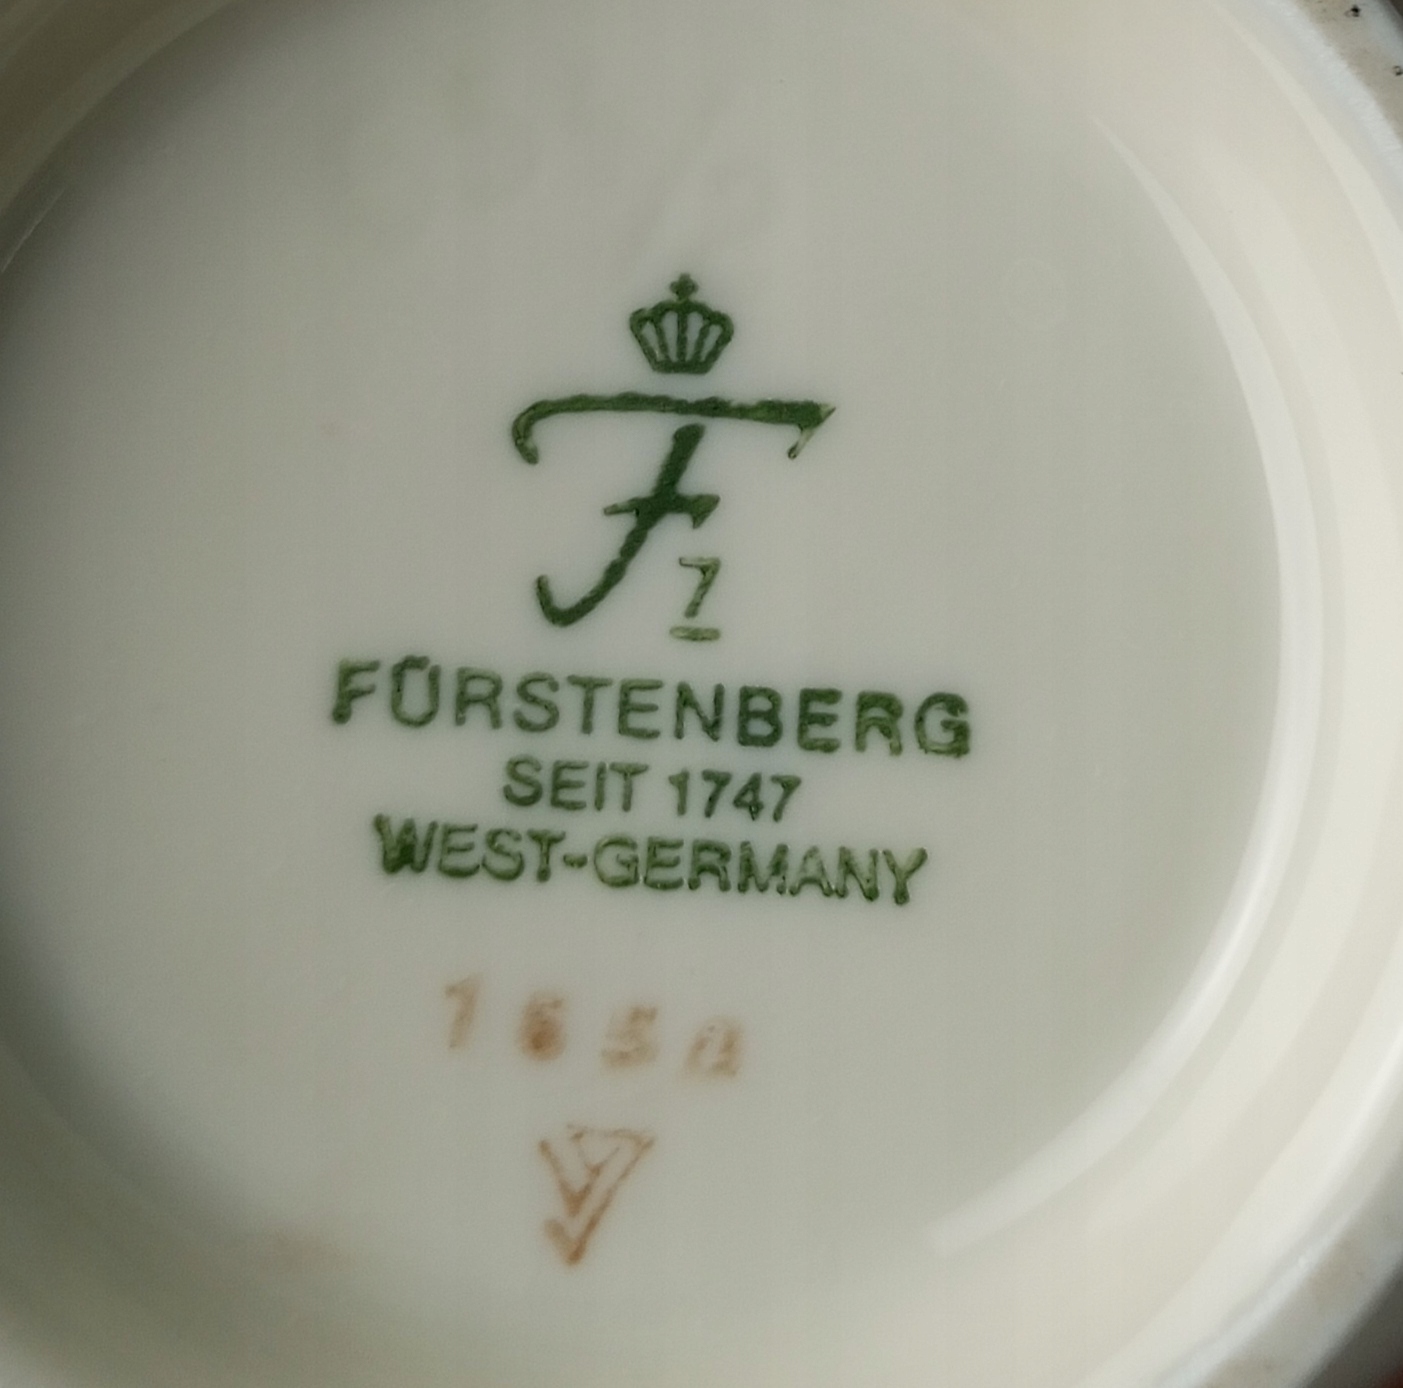 F
7
FÜRSTENBERG
SEIT 1747
WEST-GERMANY